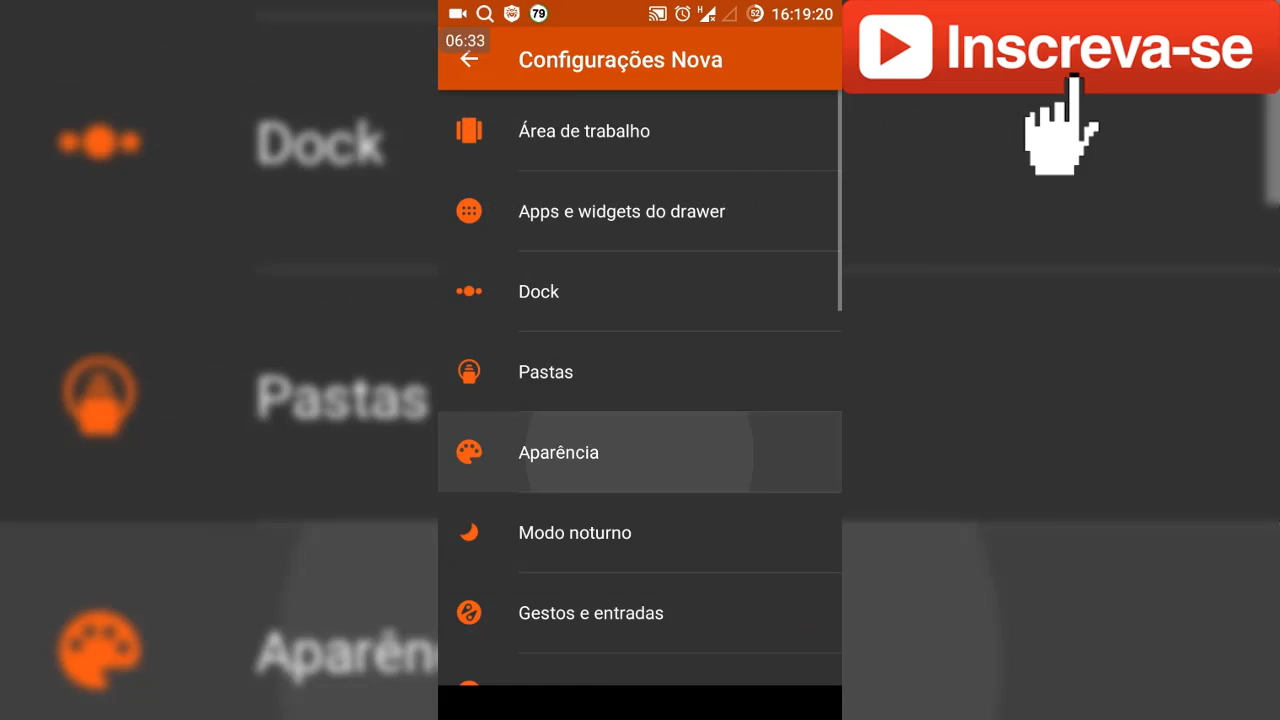 79
H
52
16:19:20
06:33
Configurações Nova
Inscreva-se
Área de trabalho
Apps e widgets do drawer
Dock
Pastas
Aparência
Modo noturno
Gestos e entradas
Dock
Pastas
Aparên